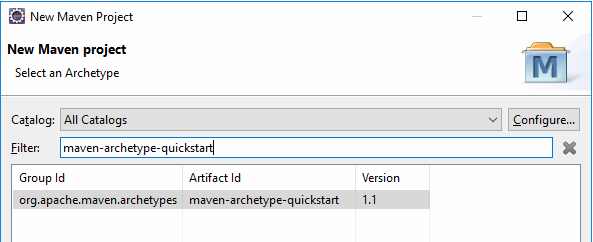 New Maven Project
New Maven project
Select an Archetype
M
Catalog: All Catalogs Configure...
Filter: maven-archetype-quickstart
Group Id Artifact Id Version
org.apache.maven.archetypes maven-archetype-quickstart 1.1